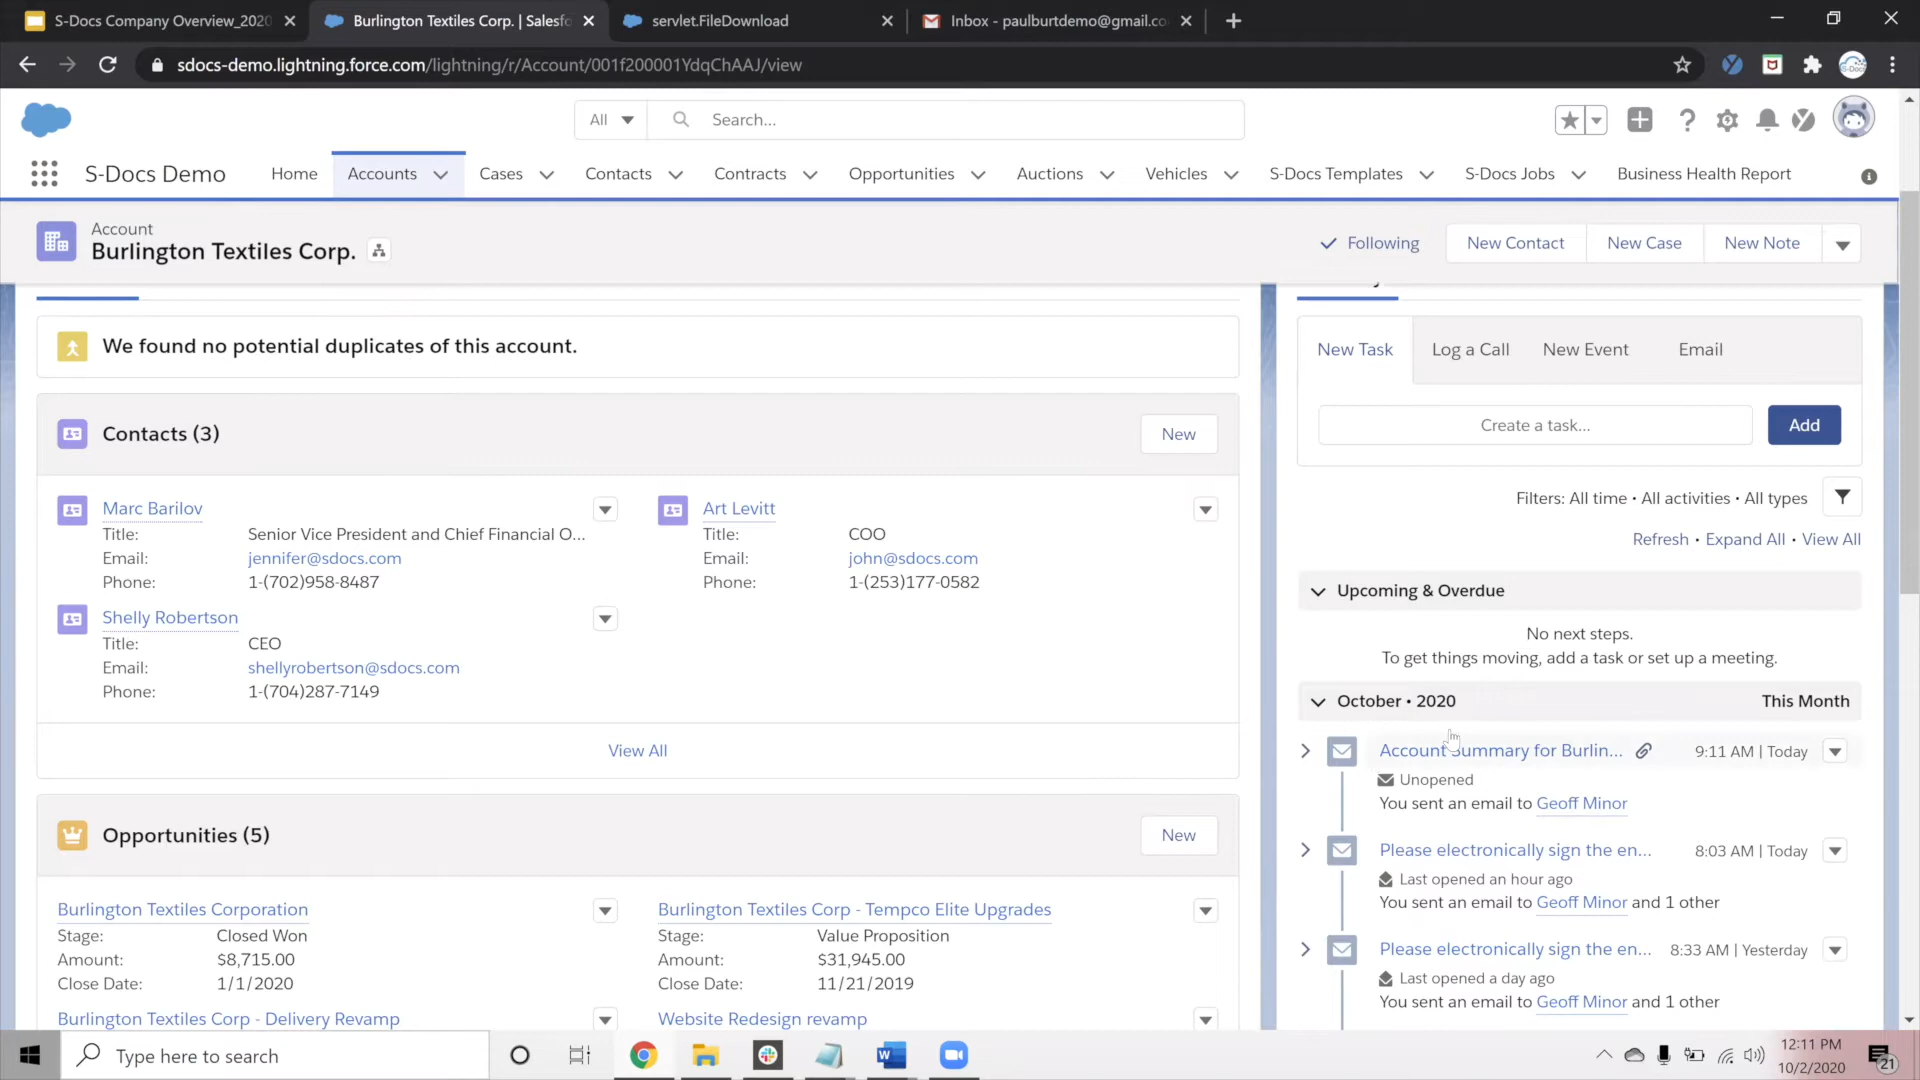 S-Docs Company Overview_2020
Burlington Textiles Corp. | Salesfo
servlet.FileDownload
Inbox - paulburtdemo@gmail.co
sdocs-demo.lightning.force.com/lightning/r/Account/001f200001YdqChAAJ/view
All
Search...
S-Docs Demo
Home
Accounts
Cases
Contacts
Contracts
Opportunities
Auctions
Vehicles
S-Docs Templates
S-Docs Jobs
Business Health Report
Account
Burlington Textiles Corp.
Following
New Contact
New Case
New Note
We found no potential duplicates of this account.
Contacts (3)
New
Marc Barilov
Title: Senior Vice President and Chief Financial O...
Email: jennifer@sdocs.com
Phone: 1-(702)958-8487
Art Levitt
Title: COO
Email: john@sdocs.com
Phone: 1-(253)177-0582
Shelly Robertson
Title: CEO
Email: shellyrobertson@sdocs.com
Phone: 1-(704)287-7149
View All
Opportunities (5)
New
Burlington Textiles Corporation
Stage: Closed Won
Amount: $8,715.00
Close Date: 1/1/2020
Burlington Textiles Corp - Tempco Elite Upgrades
Stage: Value Proposition
Amount: $31,945.00
Close Date: 11/21/2019
Burlington Textiles Corp - Delivery Revamp
Website Redesign revamp
New Task
Log a Call
New Event
Email
Create a task...
Add
Filters: All time • All activities • All types
Refresh • Expand All • View All
Upcoming & Overdue
No next steps.
To get things moving, add a task or set up a meeting.
October • 2020
This Month
Account Summary for Burlin...
9:11 AM | Today
Unopened
You sent an email to Geoff Minor
Please electronically sign the en...
8:03 AM | Today
Last opened an hour ago
You sent an email to Geoff Minor and 1 other
Please electronically sign the en...
8:33 AM | Yesterday
Last opened a day ago
You sent an email to Geoff Minor and 1 other
Type here to search
12:11 PM
10/2/2020
21